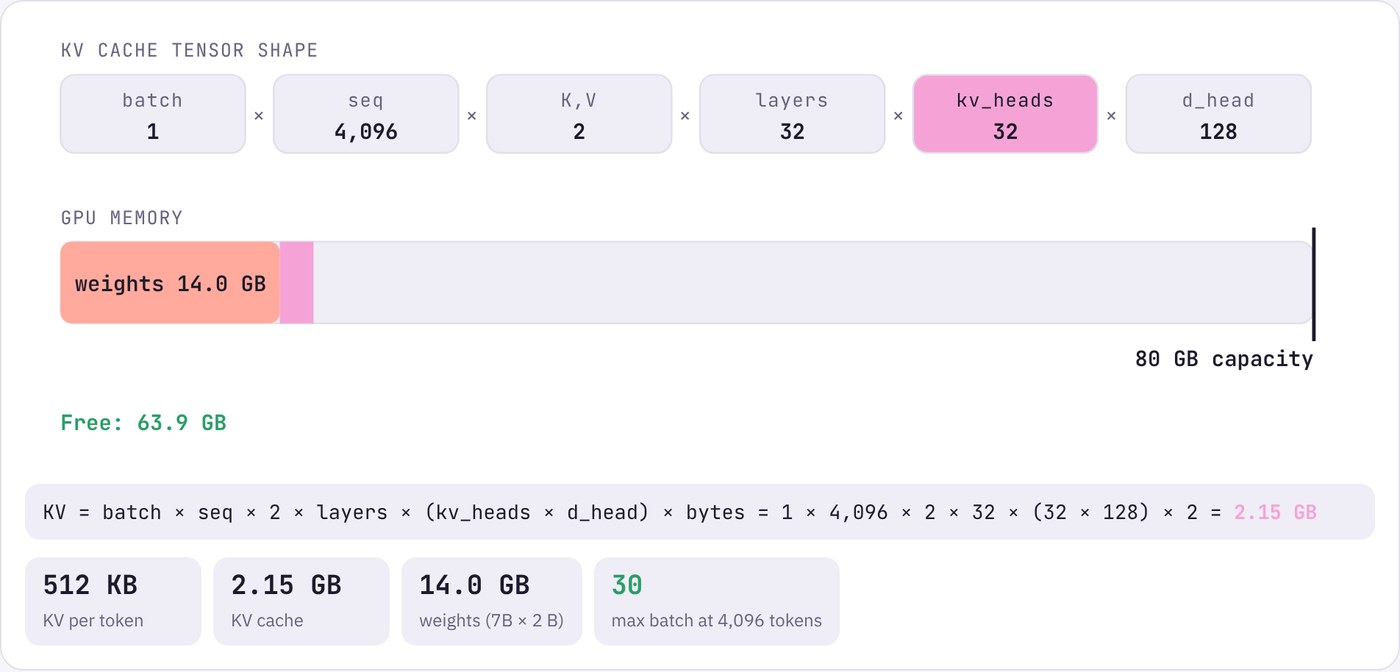 KV CACHE TENSOR SHAPE
batch × seq × K,V × layers × kv_heads × d_head
1 4,096 2 32 32 128
GPU MEMORY
weights 14.0 GB
80 GB capacity
Free: 63.9 GB
KV = batch × seq × 2 × layers × (kv_heads × d_head) × bytes = 1 × 4,096 × 2 × 32 × (32 × 128) × 2 = 2.15 GB
512 KB 2.15 GB 14.0 GB 30
KV per token KV cache weights (7B × 2 B) max batch at 4,096 tokens